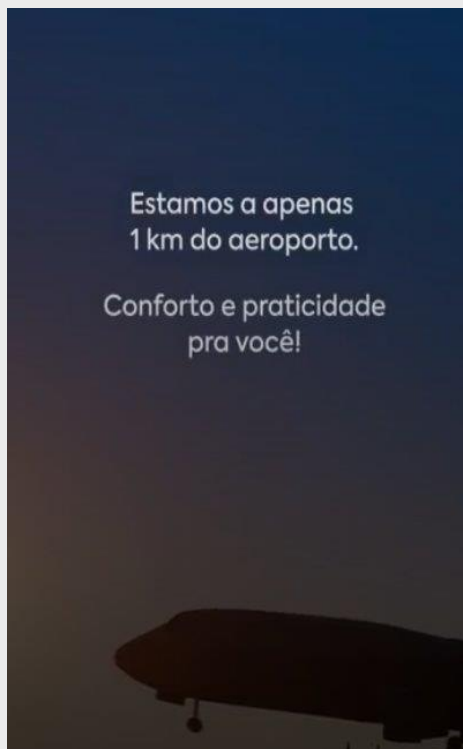 Estamos a apenas
1 km do aeroporto.
Conforto e praticidade
pra você!